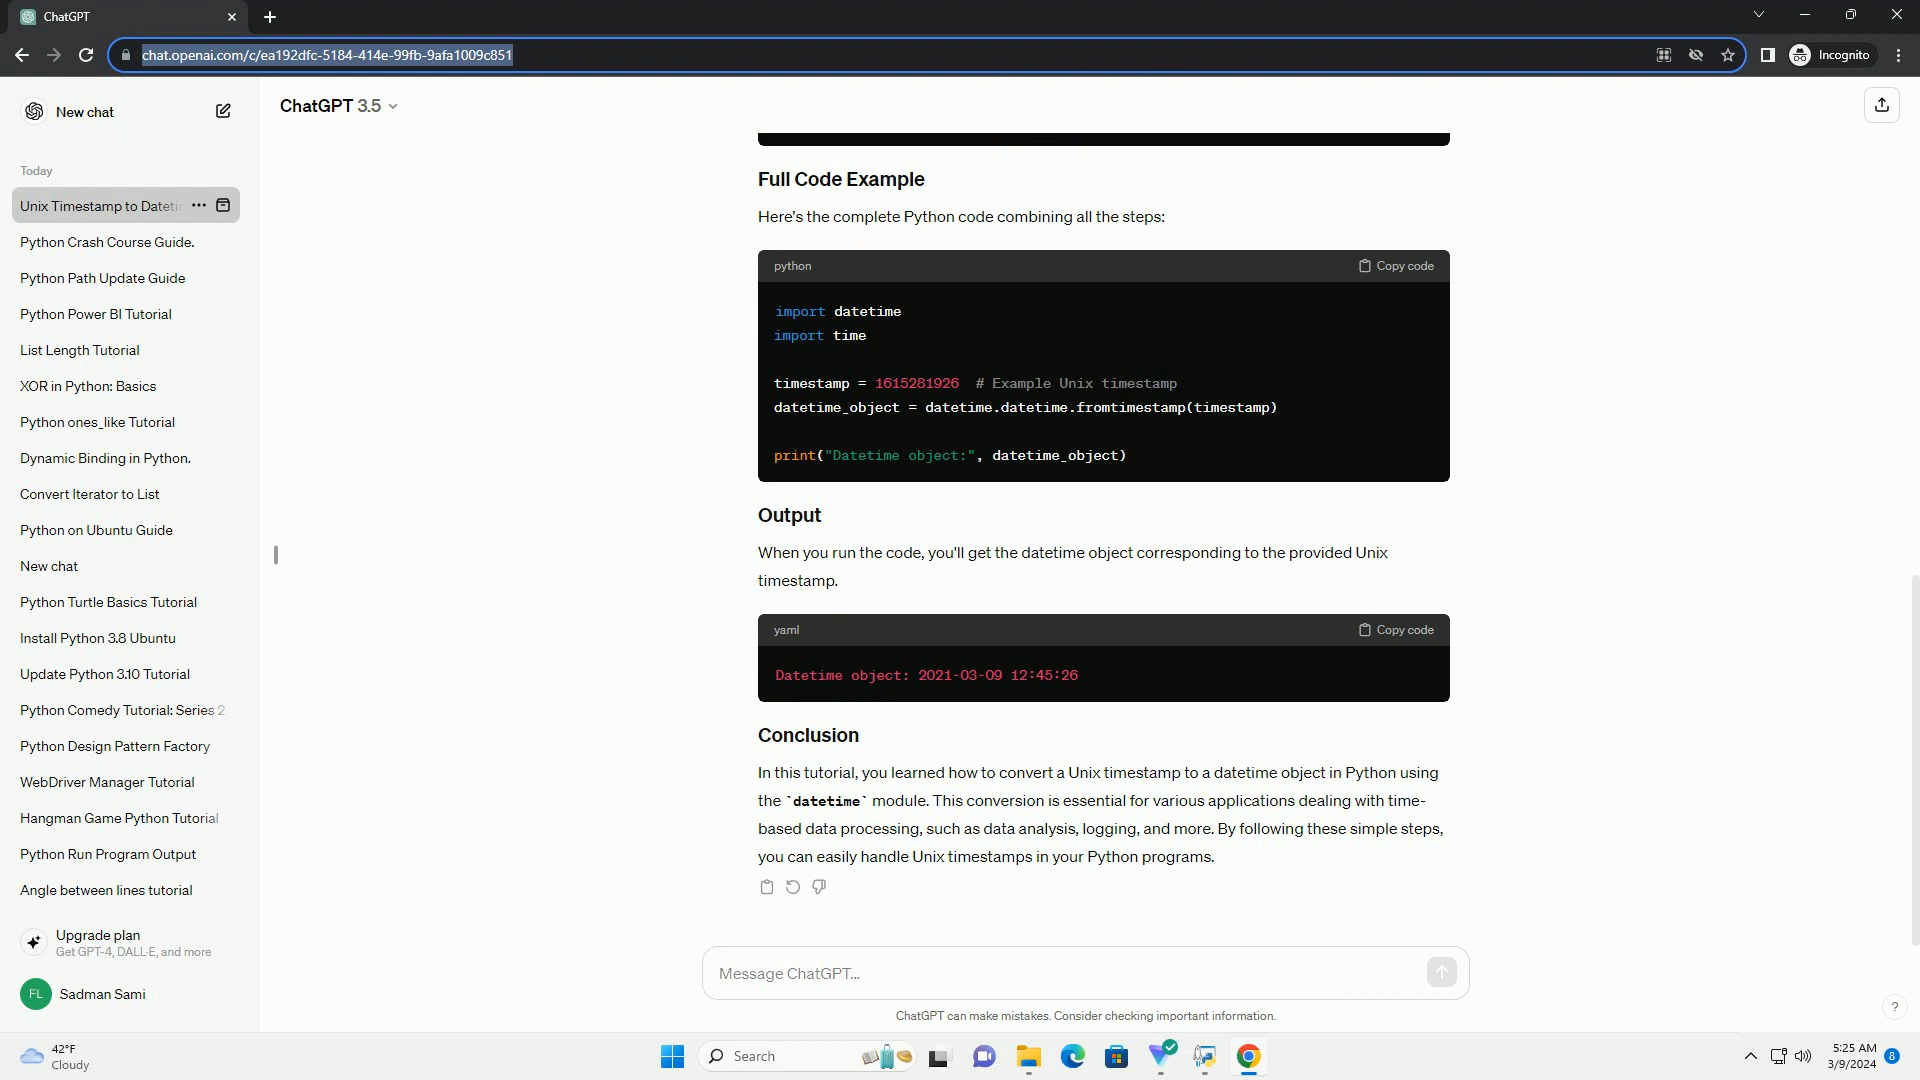 ChatGPT
chat.openai.com/c/ea192dfc-5184-414e-99fb-9afa1009c851
Incognito
New chat
ChatGPT 3.5
Today
Unix Timestamp to Dateti
Python Crash Course Guide.
Python Path Update Guide
Python Power BI Tutorial
List Length Tutorial
XOR in Python: Basics
Python ones_like Tutorial
Dynamic Binding in Python.
Convert Iterator to List
Python on Ubuntu Guide
New chat
Python Turtle Basics Tutorial
Install Python 3.8 Ubuntu
Update Python 3.10 Tutorial
Python Comedy Tutorial: Series 2
Python Design Pattern Factory
WebDriver Manager Tutorial
Hangman Game Python Tutorial
Python Run Program Output
Angle between lines tutorial
Upgrade plan
Get GPT-4, DALL·E, and more
FL Sadman Sami
Full Code Example
Here's the complete Python code combining all the steps:
python Copy code
import datetime
import time
timestamp = 1615281926  # Example Unix timestamp
datetime_object = datetime.datetime.fromtimestamp(timestamp)
print("Datetime object:", datetime_object)
Output
When you run the code, you'll get the datetime object corresponding to the provided Unix
timestamp.
yaml Copy code
Datetime object: 2021-03-09 12:45:26
Conclusion
In this tutorial, you learned how to convert a Unix timestamp to a datetime object in Python using
the `datetime` module. This conversion is essential for various applications dealing with time-
based data processing, such as data analysis, logging, and more. By following these simple steps,
you can easily handle Unix timestamps in your Python programs.
Message ChatGPT...
ChatGPT can make mistakes. Consider checking important information.
?
42°F
Cloudy
Search
5:25 AM
3/9/2024
8